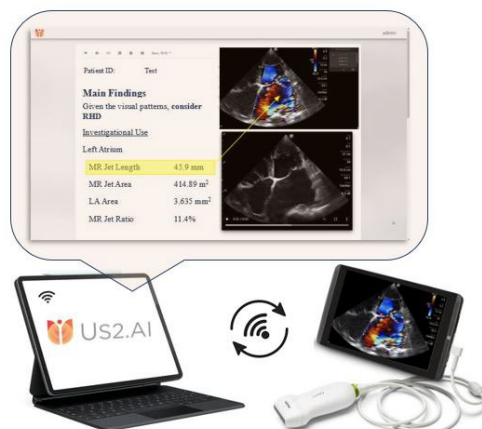 admin
Patient ID: Test
Main Findings
Given the visual patterns, consider
RHD
Investigational Use
Left Atrium
MR Jet Length 45.9 mm
MR Jet Area 414.89 m²
LA Area 3.635 mm²
MR Jet Ratio 11.4%
US2.AI